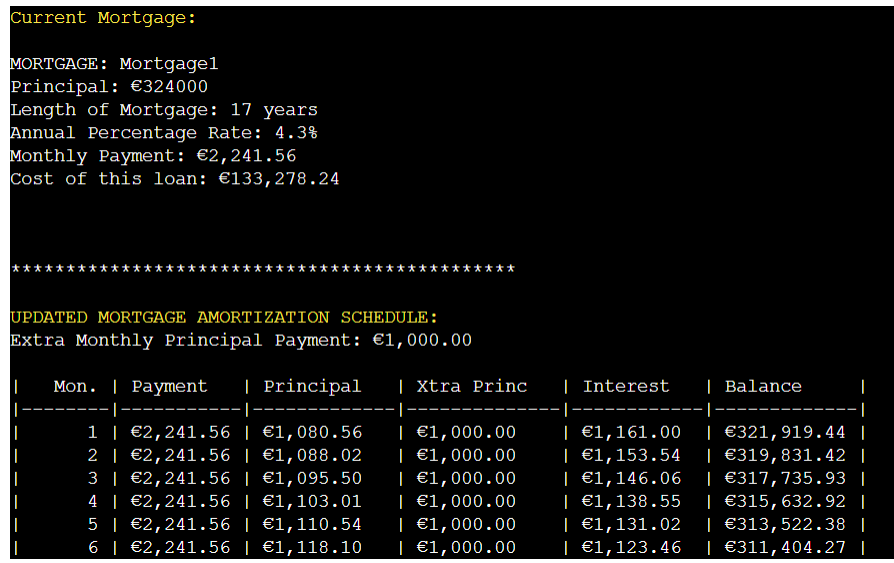 Current Mortgage:
MORTGAGE: Mortgage1
Principal: €324000
Length of Mortgage: 17 years
Annual Percentage Rate: 4.3%
Monthly Payment: €2,241.56
Cost of this loan: €133,278.24
**********************************************
UPDATED MORTGAGE AMORTIZATION SCHEDULE:
Extra Monthly Principal Payment: €1,000.00
|   Mon. | Payment   | Principal   | Xtra Princ   | Interest   | Balance     |
|--------|-----------|-------------|--------------|------------|-------------|
|      1 | €2,241.56 | €1,080.56   | €1,000.00    | €1,161.00  | €321,919.44 |
|      2 | €2,241.56 | €1,088.02   | €1,000.00    | €1,153.54  | €319,831.42 |
|      3 | €2,241.56 | €1,095.50   | €1,000.00    | €1,146.06  | €317,735.93 |
|      4 | €2,241.56 | €1,103.01   | €1,000.00    | €1,138.55  | €315,632.92 |
|      5 | €2,241.56 | €1,110.54   | €1,000.00    | €1,131.02  | €313,522.38 |
|      6 | €2,241.56 | €1,118.10   | €1,000.00    | €1,123.46  | €311,404.27 |